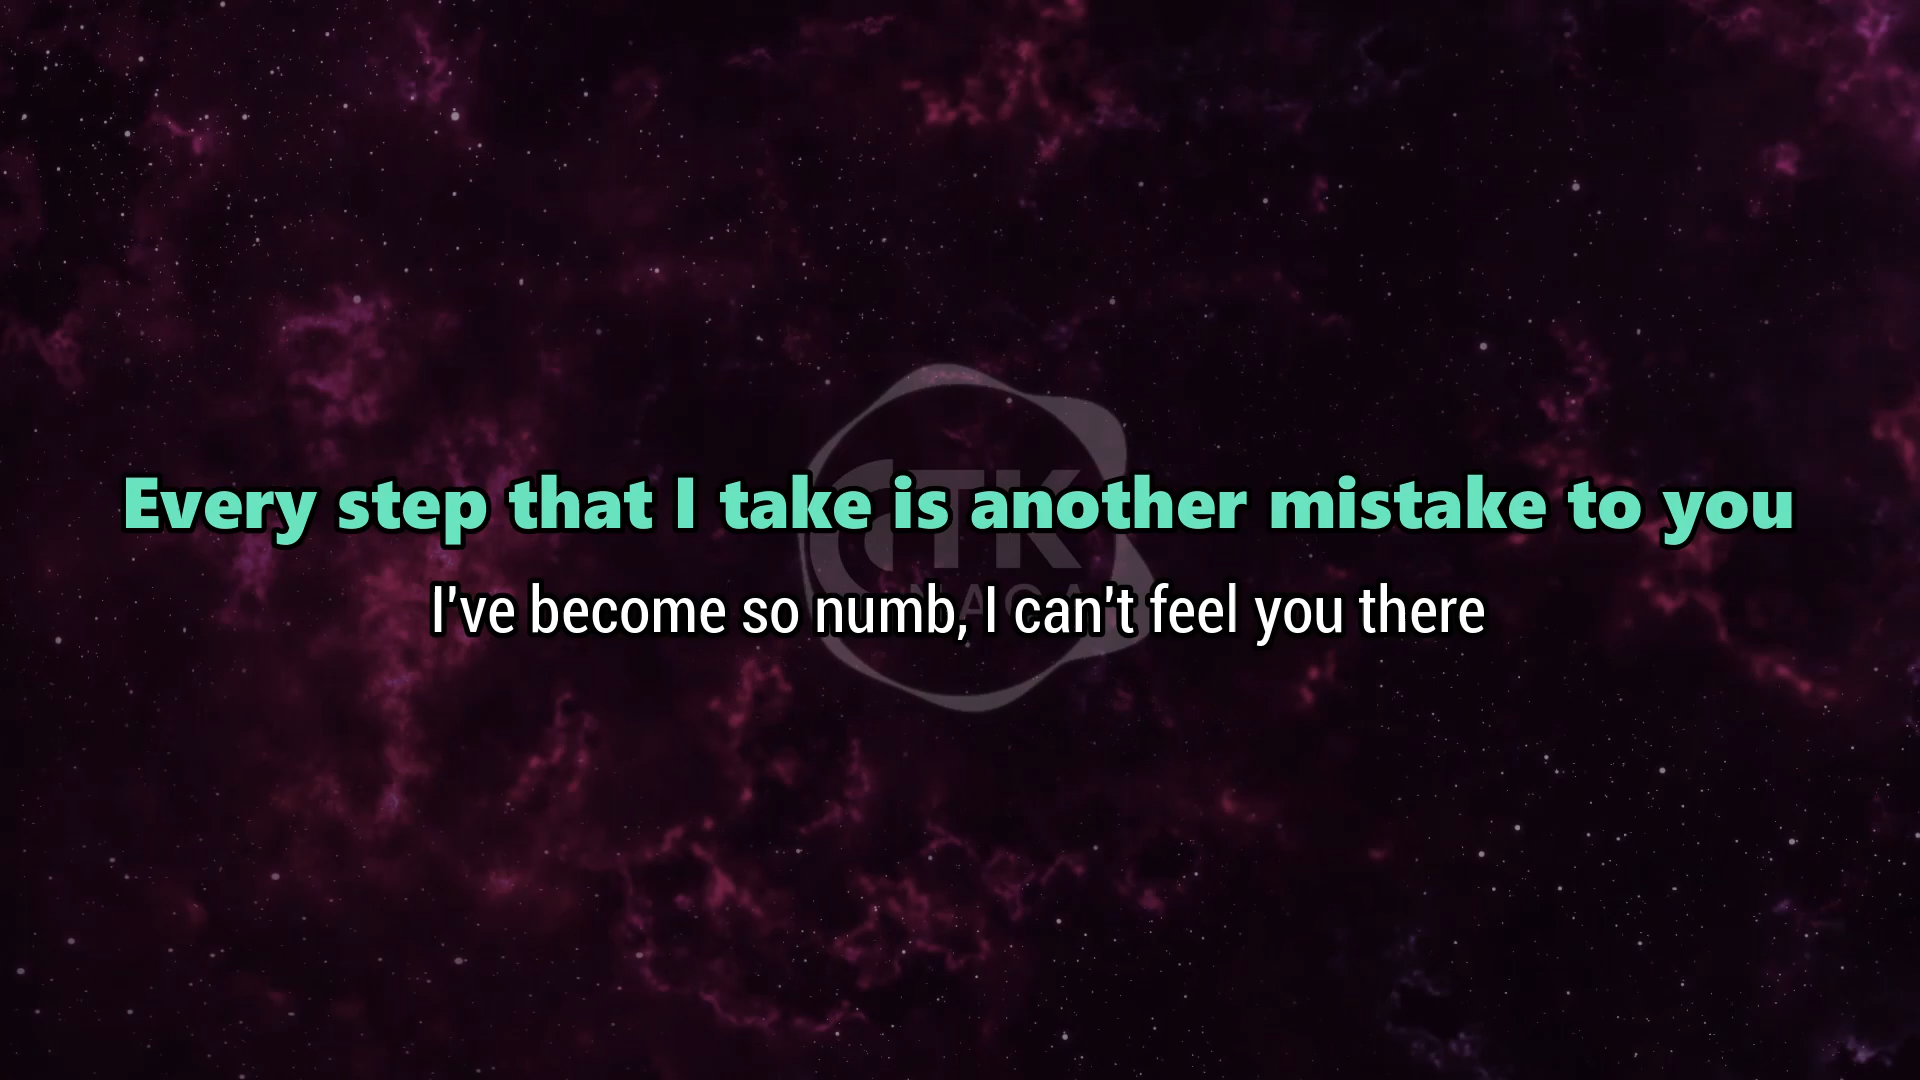 Every step that I take is another mistake to you
I've become so numb, I can't feel you there